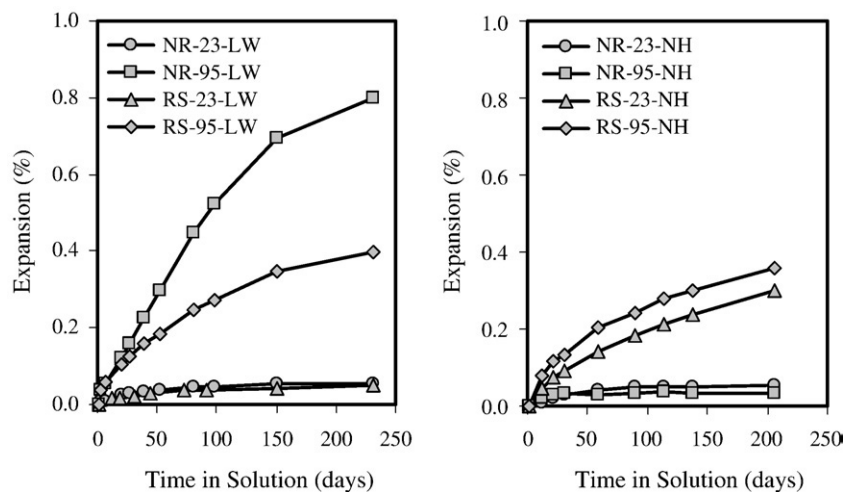 1.0
NR-23-LW
NR-95-LW
RS-23-LW
RS-95-LW
0.8
0.6
0.4
0.2
0.0
Expansion (%)
0 50 100 150 200 250
Time in Solution (days)
1.0
NR-23-NH
NR-95-NH
RS-23-NH
RS-95-NH
0.8
0.6
0.4
0.2
0.0
Expansion (%)
0 50 100 150 200 250
Time in Solution (days)